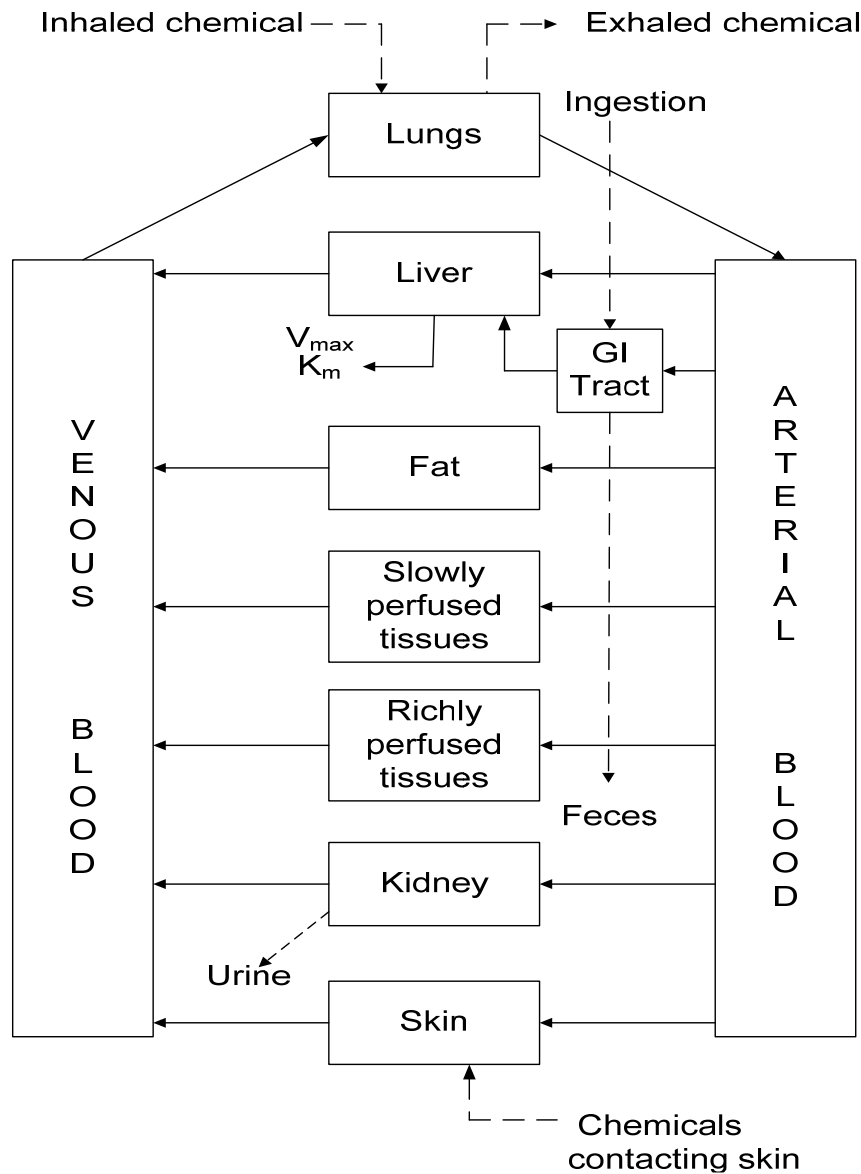 Inhaled chemical
Exhaled chemical
Ingestion
Lungs
Liver
Vmax
Km
GI
Tract
VENOUS BLOOD
ARTERIAL BLOOD
Fat
Slowly
perfused
tissues
Richly
perfused
tissues
Feces
Kidney
Urine
Skin
Chemicals
contacting skin